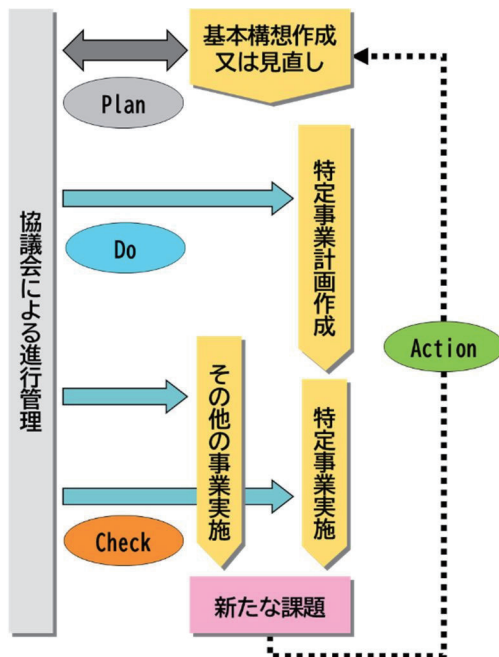 基本構想作成
又は見直し
Plan
協議会による進行管理
特定事業計画作成
Do
Action
その他の事業実施
特定事業実施
Check
新たな課題